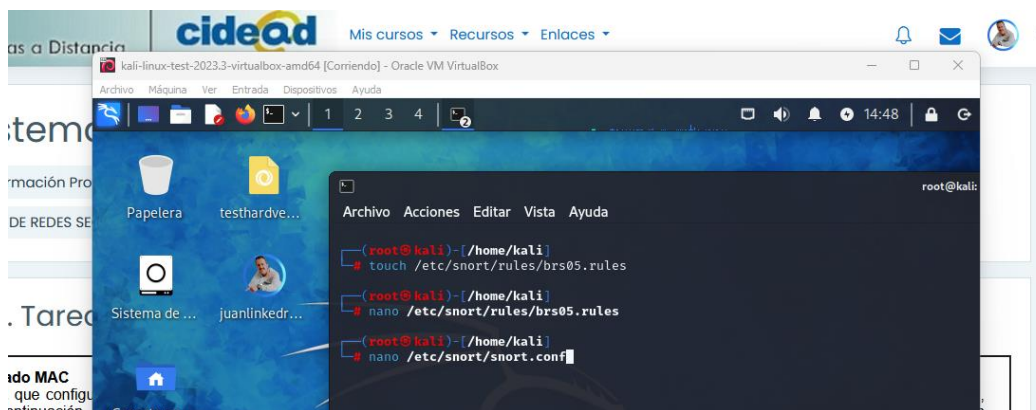 as a Distancia
cidead
Mis cursos Recursos Enlaces
kali-linux-test-2023.3-virtualbox-amd64 [Corriendo] - Oracle VM VirtualBox
Archivo Máquina Ver Entrada Dispositivos Ayuda
1 2 3 4
2
14:48
stema
rmación Pro
DE REDES SE
Papelera
testhardve...
root@kali:
Archivo Acciones Editar Vista Ayuda
(root@kali)-[/home/kali]
# touch /etc/snort/rules/brs05.rules
(root@kali)-[/home/kali]
# nano /etc/snort/rules/brs05.rules
(root@kali)-[/home/kali]
# nano /etc/snort/snort.conf
. Tarea
Sistema de ...
juanlinkedr...
ado MAC
que configu